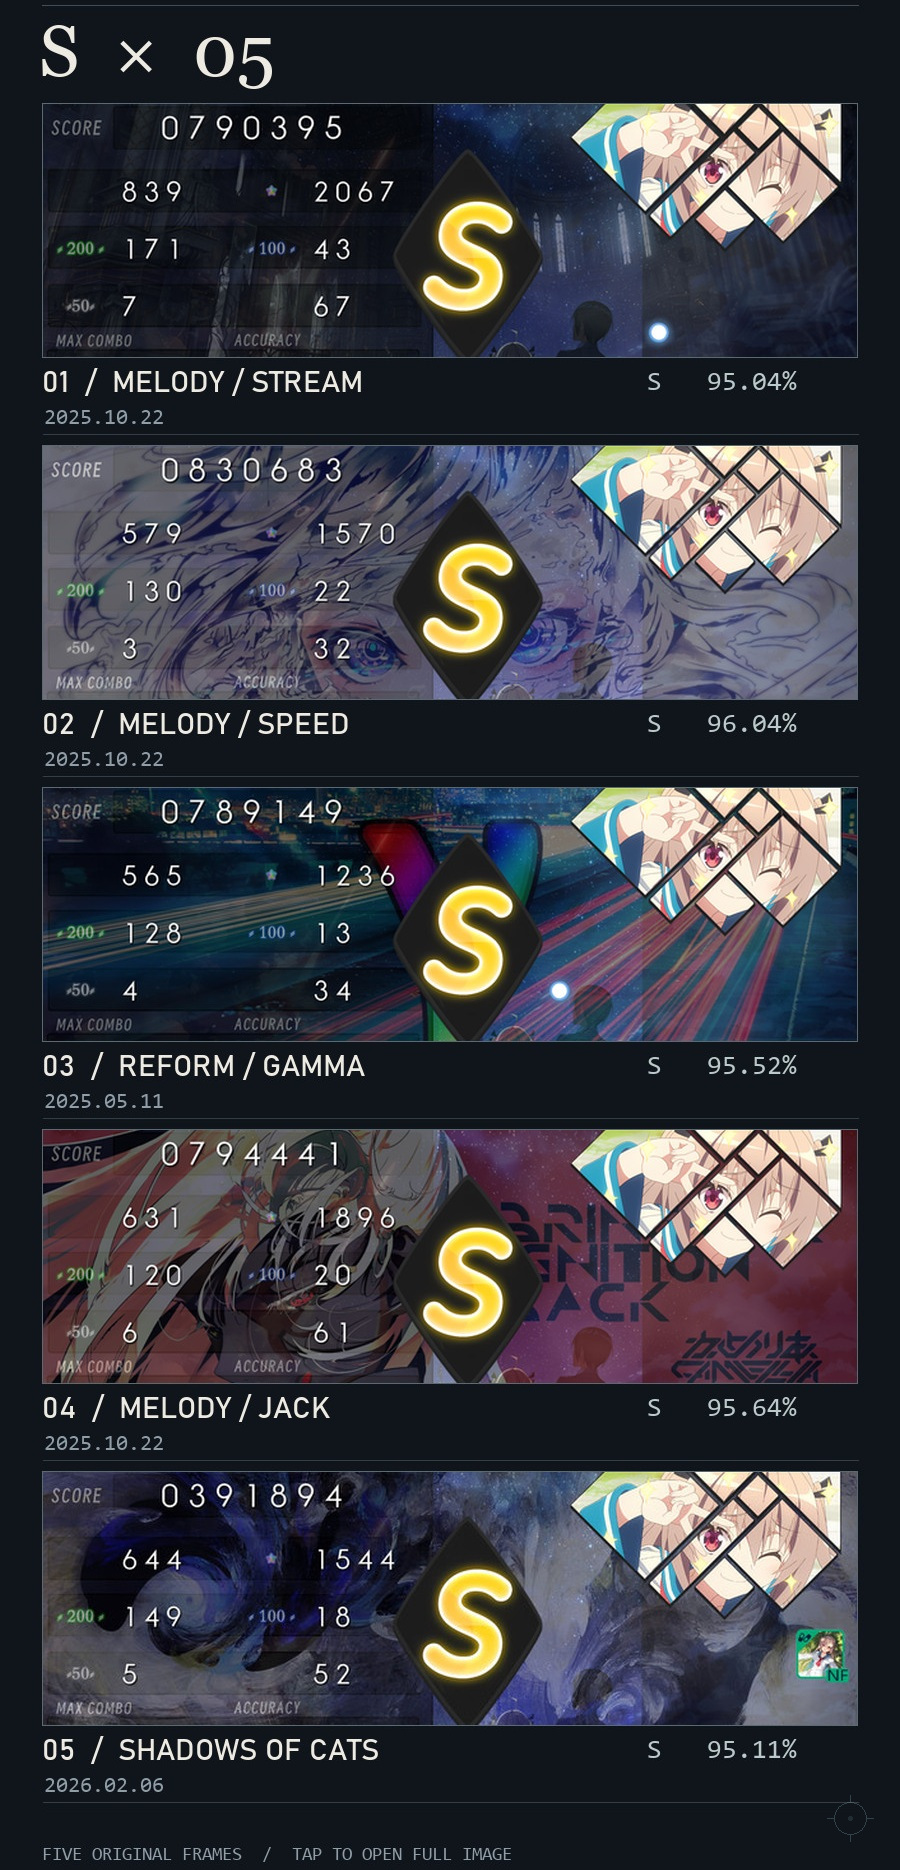 S × 05
SCORE 0790395
839 2067
200 171 100 43
50 7 67
MAX COMBO ACCURACY
S
01 / MELODY / STREAM S 95.04%
2025.10.22
SCORE 0830683
579 1570
200 130 100 22
50 3 32
MAX COMBO ACCURACY
S
02 / MELODY / SPEED S 96.04%
2025.10.22
SCORE 0789149
565 1236
200 128 100 13
50 4 34
MAX COMBO ACCURACY
S
03 / REFORM / GAMMA S 95.52%
2025.05.11
SCORE 0794441
631 1896
200 120 100 20
50 6 61
MAX COMBO ACCURACY
S
04 / MELODY / JACK S 95.64%
2025.10.22
SCORE 0391894
644 1544
200 149 100 18
50 5 52
MAX COMBO ACCURACY
S
NF
05 / SHADOWS OF CATS S 95.11%
2026.02.06
FIVE ORIGINAL FRAMES / TAP TO OPEN FULL IMAGE